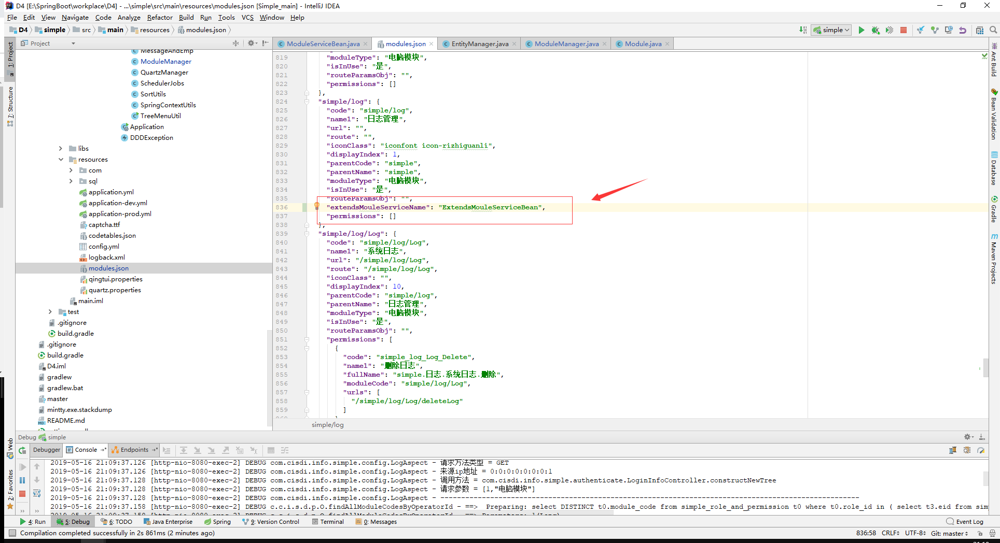 D4 [E:\SpringBoot\workplace\D4] - ...\simple\src\main\resources\modules.json [Simple_main] - IntelliJ IDEA
File Edit View Navigate Code Analyze Refactor Build Run Tools VCS Window Help
D4 simple src main resources modules.json
simple
Project
ModuleServiceBean.java
modules.json
EntityManager.java
ModuleManager.java
Module.java
1: Project
7: Structure
Web
2: Favorites
MessageAndEmp
ModuleManager
QuartzManager
SchedulerJobs
SortUtils
SpringContextUtils
TreeMenuUtil
Application
DDDException
libs
resources
com
sql
application.yml
application-dev.yml
application-prod.yml
captcha.ttf
codetables.json
config.yml
logback.xml
modules.json
qingtui.properties
quartz.properties
main.iml
test
.gitignore
build.gradle
.gitignore
build.gradle
D4.iml
gradlew
gradlew.bat
master
mintty.exe.stackdump
README.md
819 "moduleType": "电脑模块",
820 "isInUse": "是",
821 "routeParamsObj": "",
822 "permissions": []
823 },
824 "simple/log": {
825 "code": "simple/log",
826 "name1": "日志管理",
827 "url": "",
828 "route": "",
829 "iconClass": "iconfont icon-rizhiguanli",
830 "displayIndex": 1,
831 "parentCode": "simple",
832 "parentName": "simple",
833 "moduleType": "电脑模块",
834 "isInUse": "是",
835 "routeParamsObj": "",
836 "extendsMouleServiceName": "ExtendsMouleServiceBean",
837 "permissions": []
838 },
839 "simple/log/Log": {
840 "code": "simple/log/Log",
841 "name1": "系统日志",
842 "url": "/simple/log/Log",
843 "route": "/simple/log/Log",
844 "iconClass": "",
845 "displayIndex": 10,
846 "parentCode": "simple/log",
847 "parentName": "日志管理",
848 "moduleType": "电脑模块",
849 "isInUse": "是",
850 "routeParamsObj": "",
851 "permissions": [
852 {
853 "code": "simple_log_Log_Delete",
854 "name1": "删除日志",
855 "fullName": "simple.日志.系统日志.删除",
856 "moduleCode": "simple/log/Log",
857 "urls": [
858 "/simple/log/Log/deleteLog"
859 ]
simple/log
Ant Build
Bean Validation
Database
Gradle
Maven Projects
Debug simple
Debugger Console Endpoints
2019-05-16 21:09:37.126 [http-nio-8080-exec-2] DEBUG com.cisdi.info.simple.config.LogAspect - 请求方法类型 = GET
2019-05-16 21:09:37.126 [http-nio-8080-exec-2] DEBUG com.cisdi.info.simple.config.LogAspect - 来源ip地址 = 0:0:0:0:0:0:0:1
2019-05-16 21:09:37.128 [http-nio-8080-exec-2] DEBUG com.cisdi.info.simple.config.LogAspect - 调用方法 = com.cisdi.info.simple.authenticate.LoginInfoController.constructNewTree
2019-05-16 21:09:37.128 [http-nio-8080-exec-2] DEBUG com.cisdi.info.simple.config.LogAspect - 请求参数 = [1,"电脑模块"]
2019-05-16 21:09:37.128 [http-nio-8080-exec-2] DEBUG com.cisdi.info.simple.config.LogAspect - ----------------------------------------------------------------------------------------------------
2019-05-16 21:09:37.158 [http-nio-8080-exec-2] DEBUG c.c.i.s.d.p.O.findAllModuleCodesByOperatorId - ==>  Preparing: select DISTINCT t0.module_code from simple_role_and_permission t0 where t0.role_id in ( select t3.eid from sim
4: Run 5: Debug 6: TODO Java Enterprise Spring 9: Version Control Terminal 0: Messages Event Log
Compilation completed successfully in 2s 861ms (2 minutes ago) 836:58 CRLF UTF-8 Git: master